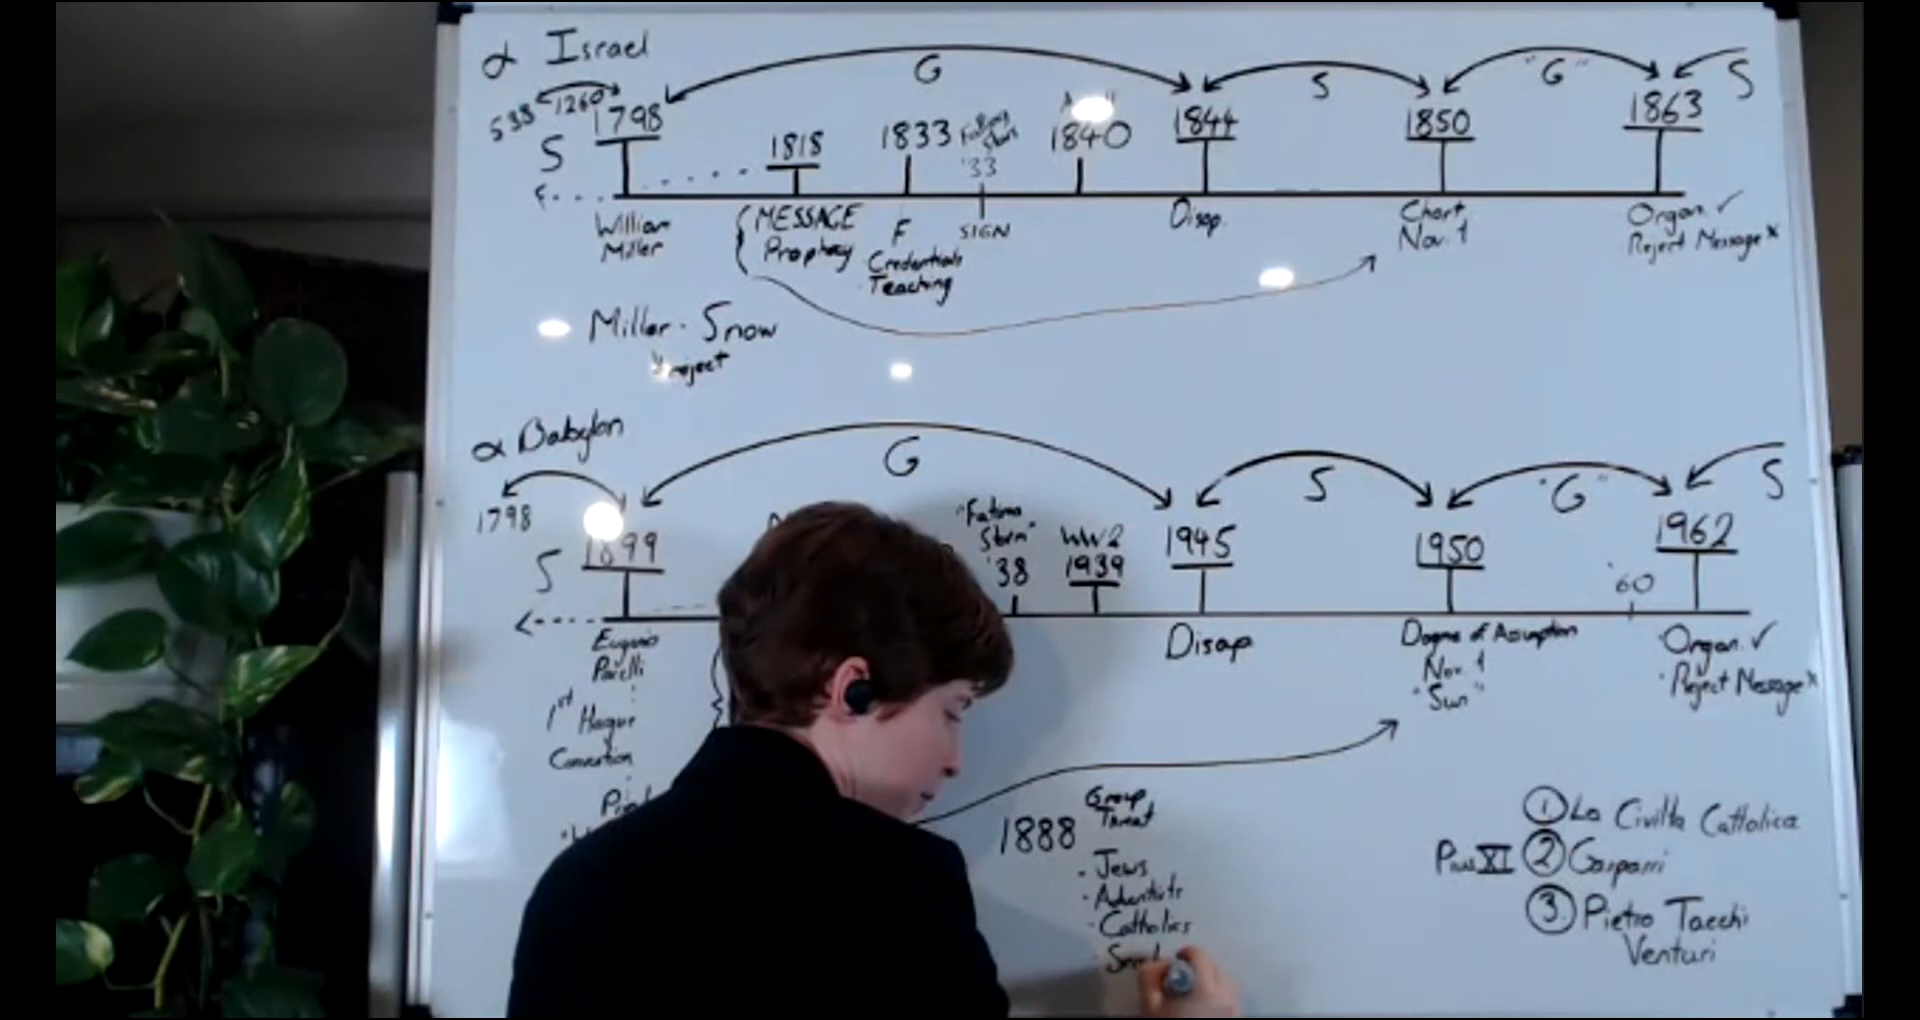 α Israel
G
S
"G"
S
538
1260
1798
1818
1833
Falling
Stars
'33
1840
1844
1850
1863
S
William
Miller
MESSAGE
Prophecy
F
Credentials
Teaching
SIGN
Disap.
Chart
Nov. 1
Organ. ✓
Reject Message x
Miller - Snow
reject
α Babylon
G
S
"G"
S
1798
1899
"Fatima
Storm"
'38
WW2
1939
1945
1950
'60
1962
S
Eugenio
Pacelli
1st Hague
Convention
Disap.
Dogma of Assumption
Nov. 1
"Sun"
Organ. ✓
Reject Message x
1888
Group
Threat
- Jews
- Adventists
- Catholics
1 La Civilta Cattolica
Pius XI 2 Gasparri
3. Pietro Tacchi
Venturi